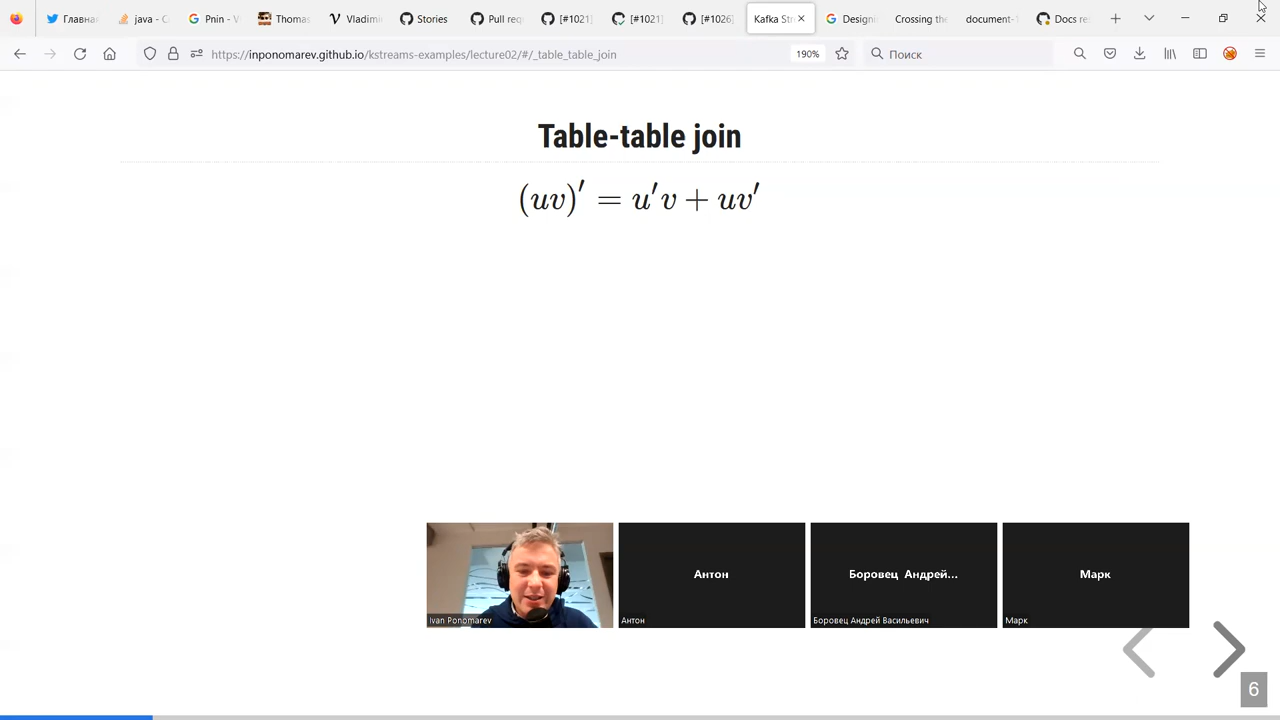 Главна
java - C
Pnin - V
Thomas
Vladimi
Stories
Pull req
[#1021]
[#1021]
[#1026]
Kafka Str
Designi
Crossing the
document-1
Docs re
https://inponomarev.github.io/kstreams-examples/lecture02/#/_table_table_join
190%
Поиск
Table-table join
(uv)′ = u′v + uv′
Антон
Боровец Андрей...
Марк
Ivan Ponomarev
Антон
Боровец Андрей Васильевич
Марк
6